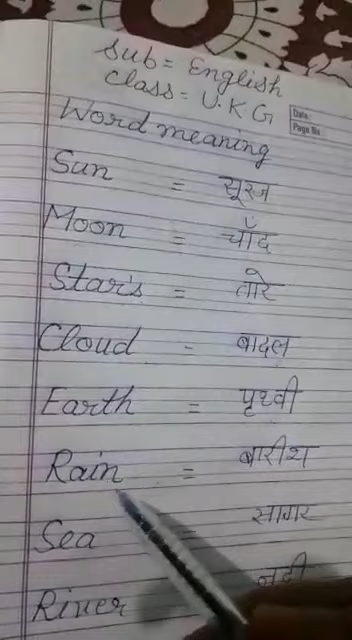 Sub = English
Class = U.K.G
Date:
Page No
Word meaning
Sun = सूरज
Moon = चाँद
Star's = तारे
Cloud - बादल
Earth = पृथ्वी
Rain = बारीश
Sea = सागर
River नदी